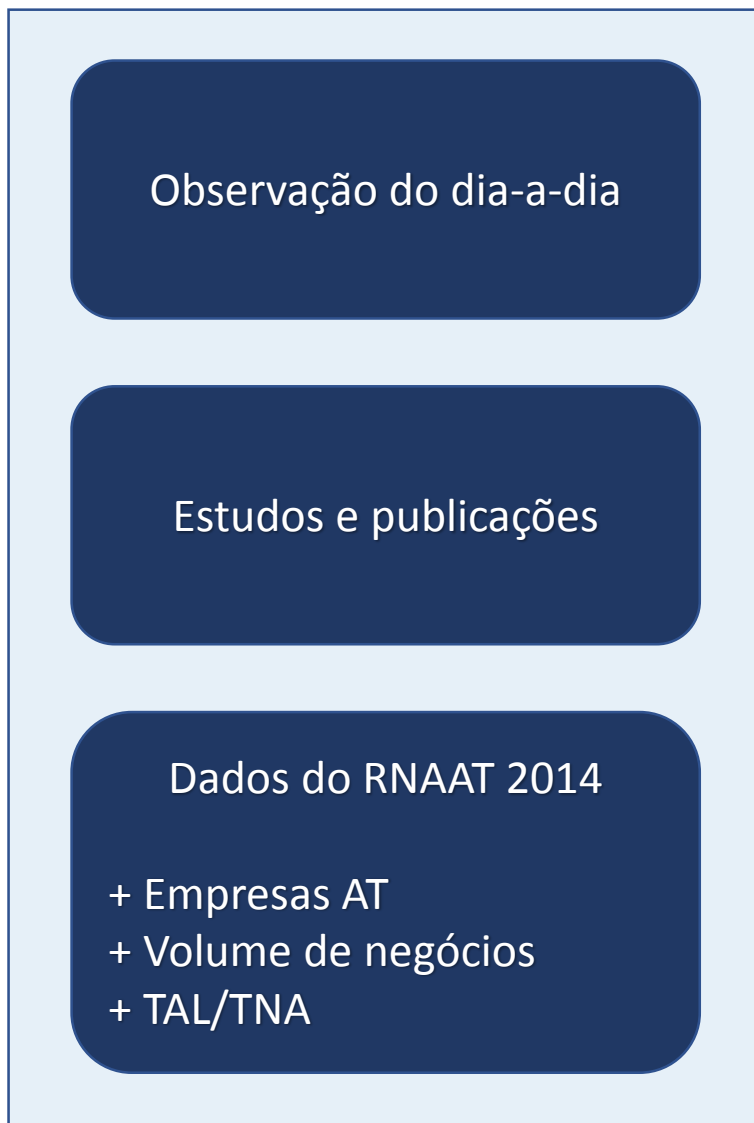 Observação do dia-a-dia
Estudos e publicações
Dados do RNAAT 2014
+ Empresas AT
+ Volume de negócios
+ TAL/TNA